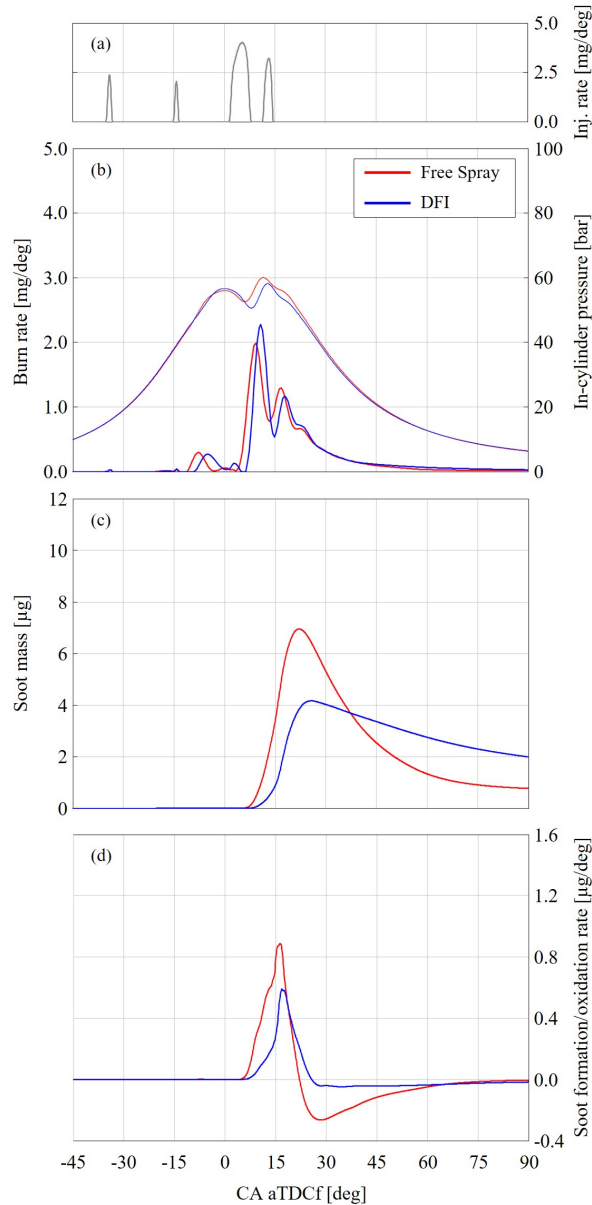 (a)
5.0
2.5
0.0
Inj. rate [mg/deg]
(b)
Free Spray
DFI
5.0
4.0
3.0
2.0
1.0
0.0
Burn rate [mg/deg]
100
80
60
40
20
0
In-cylinder pressure [bar]
(c)
12
10
8
6
4
2
0
Soot mass [µg]
(d)
1.6
1.2
0.8
0.4
0.0
-0.4
Soot formation/oxidation rate [µg/deg]
-45 -30 -15 0 15 30 45 60 75 90
CA aTDCf [deg]